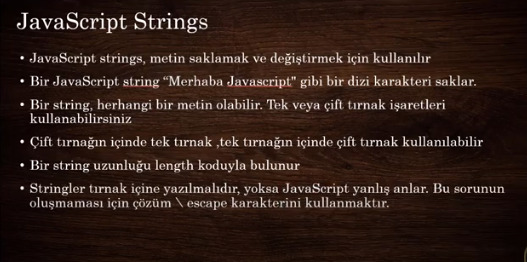 JavaScript Strings
• JavaScript strings, metin saklamak ve değiştirmek için kullanılır
• Bir JavaScript string “Merhaba Javascript" gibi bir dizi karakteri saklar.
• Bir string, herhangi bir metin olabilir. Tek veya çift tırnak işaretleri
kullanabilirsiniz
• Çift tırnağın içinde tek tırnak ,tek tırnağın içinde çift tırnak kullanılabilir
• Bir string uzunluğu length koduyla bulunur
• Stringler tırnak içine yazılmalıdır, yoksa JavaScript yanlış anlar. Bu sorunun
oluşmaması için çözüm \ escape karakterini kullanmaktır.